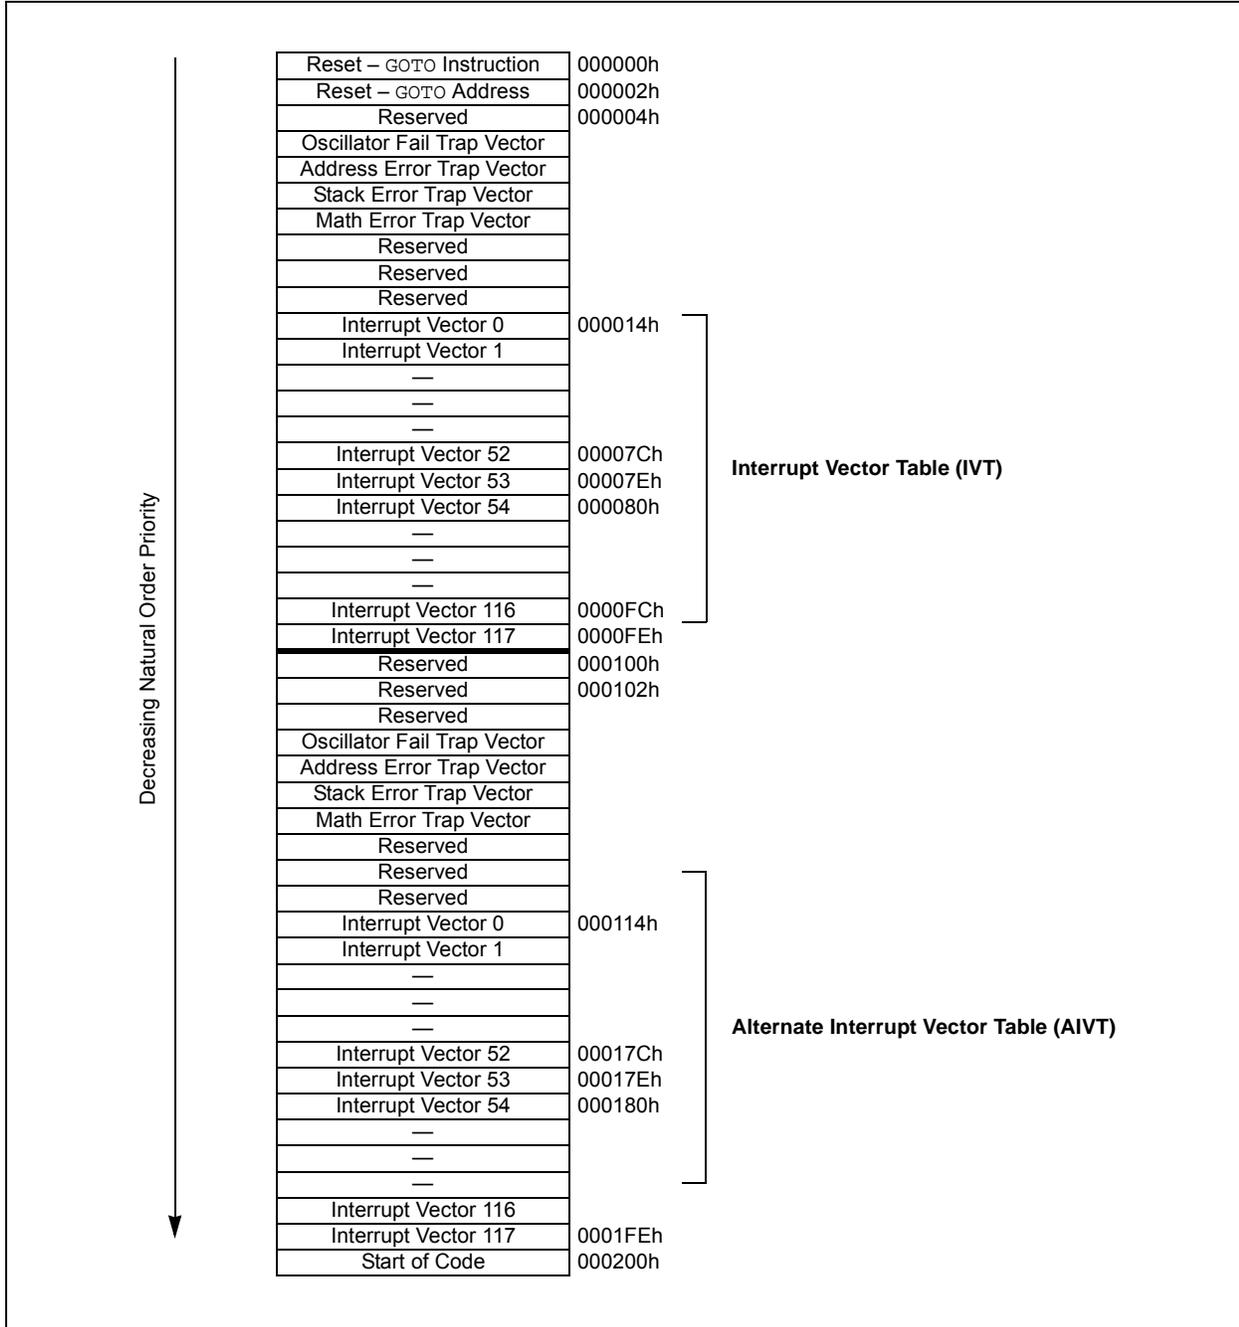 Reset – GOTO Instruction 000000h
Reset – GOTO Address 000002h
Reserved 000004h
Oscillator Fail Trap Vector
Address Error Trap Vector
Stack Error Trap Vector
Math Error Trap Vector
Reserved
Reserved
Reserved
Interrupt Vector 0 000014h
Interrupt Vector 1
—
—
—
Interrupt Vector 52 00007Ch
Interrupt Vector 53 00007Eh
Interrupt Vector 54 000080h
—
—
—
Interrupt Vector 116 0000FCh
Interrupt Vector 117 0000FEh
Reserved 000100h
Reserved 000102h
Reserved
Oscillator Fail Trap Vector
Address Error Trap Vector
Stack Error Trap Vector
Math Error Trap Vector
Reserved
Reserved
Reserved
Interrupt Vector 0 000114h
Interrupt Vector 1
—
—
—
Interrupt Vector 52 00017Ch
Interrupt Vector 53 00017Eh
Interrupt Vector 54 000180h
—
—
—
Interrupt Vector 116
Interrupt Vector 117 0001FEh
Start of Code 000200h
Decreasing Natural Order Priority
Interrupt Vector Table (IVT)
Alternate Interrupt Vector Table (AIVT)